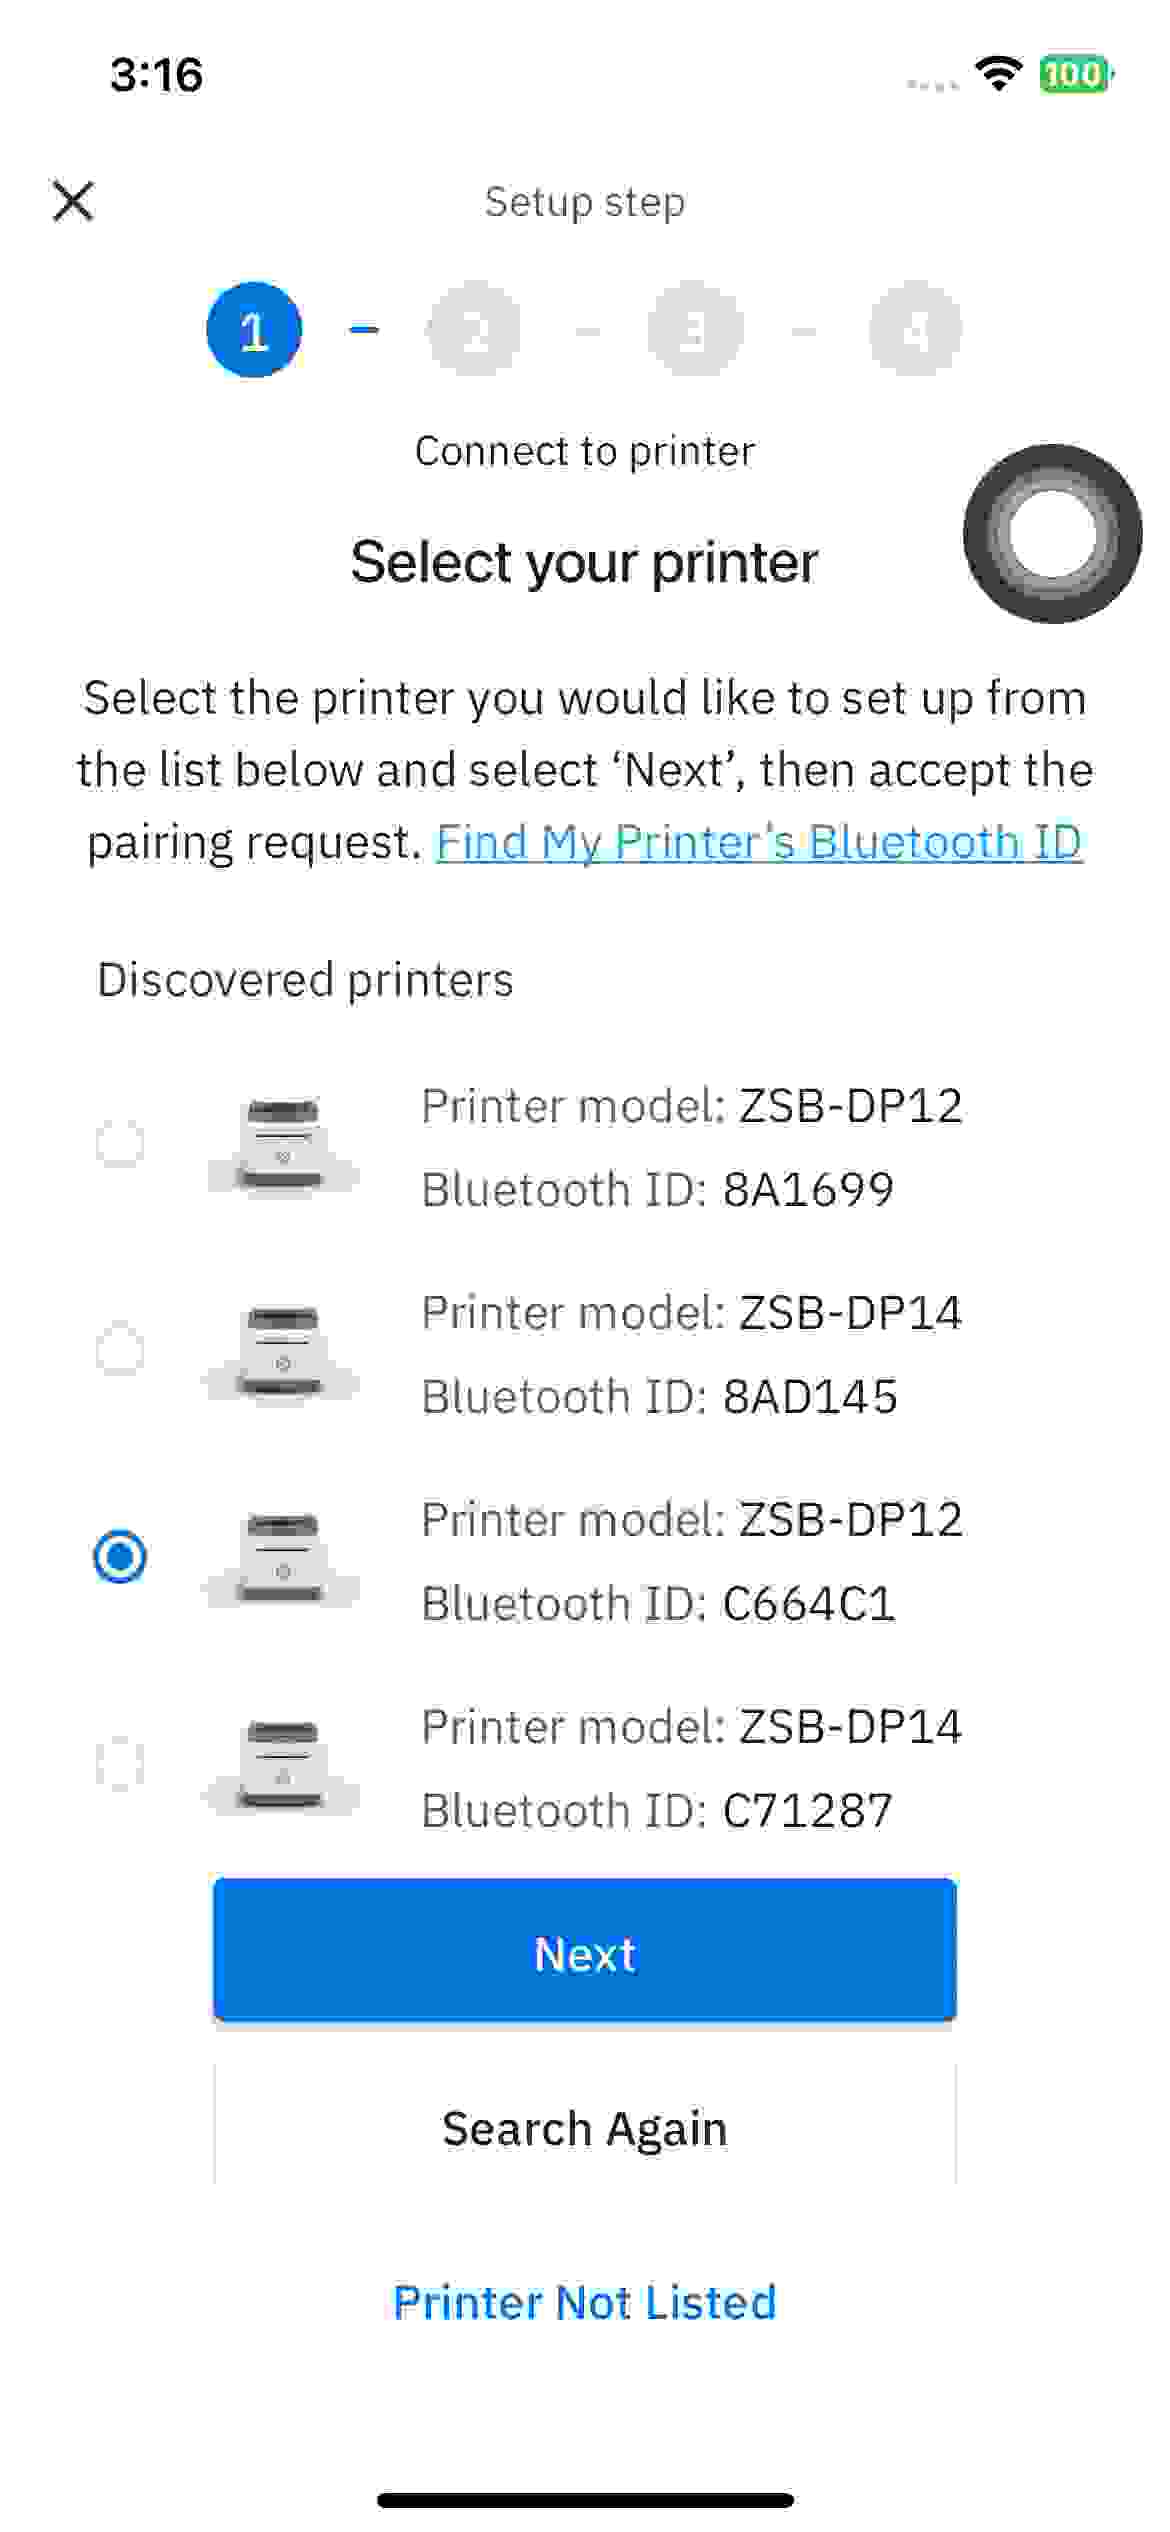 3:16
100
Setup step
1
2
3
4
Connect to printer
Select your printer
Select the printer you would like to set up from
the list below and select ‘Next’, then accept the
pairing request. Find My Printer's Bluetooth ID
Discovered printers
Printer model: ZSB-DP12
Bluetooth ID: 8A1699
Printer model: ZSB-DP14
Bluetooth ID: 8AD145
Printer model: ZSB-DP12
Bluetooth ID: C664C1
Printer model: ZSB-DP14
Bluetooth ID: C71287
Next
Search Again
Printer Not Listed